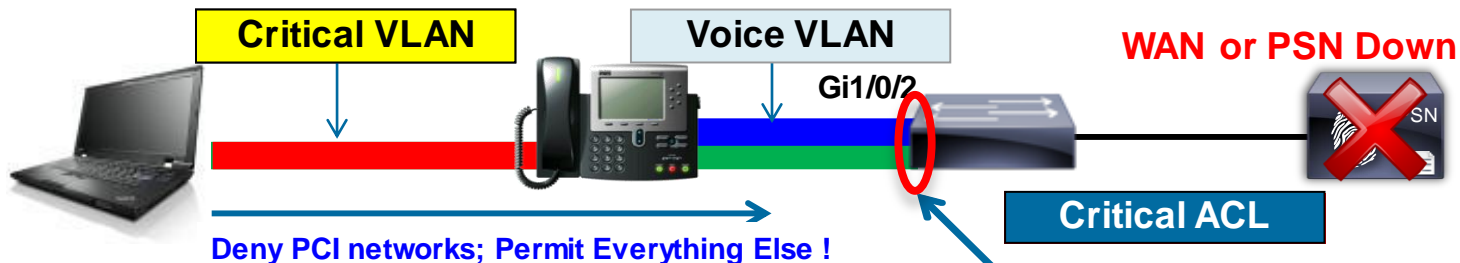 Critical VLAN
Voice VLAN
WAN or PSN Down
Gi1/0/2
SN
Critical ACL
Deny PCI networks; Permit Everything Else !